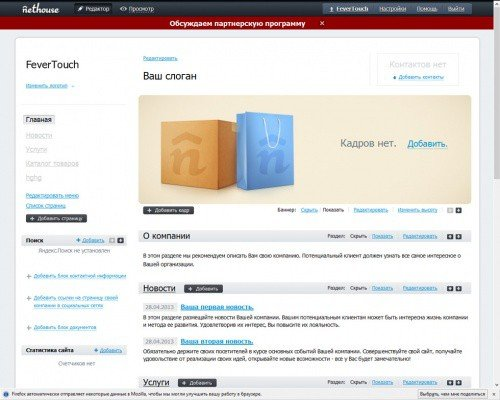 nethouse Редактор Просмотр FeverTouch Настройки Помощь Выйти
Обсуждаем партнерскую программу ×
FeverTouch
Изменить логотип
Редактировать
Ваш слоган
Контактов нет
+ Добавить контакты
Главная
Новости
Услуги
Каталог товаров
hghg
Редактировать меню
Список страниц
+ Добавить страницу
Кадров нет. Добавить.
+ Добавить кадр Баннер: Скрыть Показать Редактировать Изменить высоту
Поиск + Добавить
ЯндексПоиск не установлен
+ Добавить блок контактной информации
+ Добавить ссылки на страницу своей
компании в социальных сетях
+ Добавить блок документов
Статистика сайта + Добавить
Счетчиков нет
О компании Раздел: Скрыть Показать Редактировать
В этом разделе мы рекомендуем описать Вам свою компанию. Потенциальный клиент должен узнать все самое интересное о
Вашей организации.
Новости + Добавить Раздел: Скрыть Показать Редактировать
28.04.2013 Ваша первая новость.
В этом разделе размещайте новости Вашей компании. Вашим потенциальным клиентам может быть интересна жизнь компании
и метода ее развития. Удовлетворив их интерес, Вы повысите их лояльность.
28.04.2013 Ваша вторая новость.
Обязательно держите своих посетителей в курсе основных событий Вашей компании. Совершенствуйте свой сайт, получайте
удовольствие от реализации своей идеи, открывайте новые возможности - все у Вас будет замечательно!
Услуги + Добавить Раздел: Скрыть Показать Редактировать
Firefox автоматически отправляет некоторые данные в Mozilla, чтобы мы могли улучшить вашу работу в браузере. Выбрать, чем мне поделиться ×